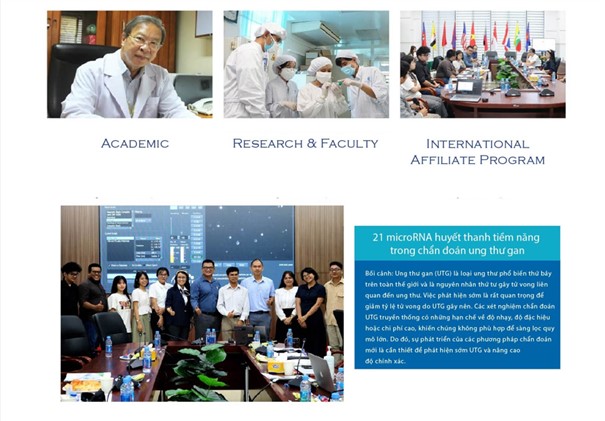 ACADEMIC
RESEARCH & FACULTY
INTERNATIONAL
AFFILIATE PROGRAM
21 microRNA huyết thanh tiềm năng
trong chẩn đoán ung thư gan
Bối cảnh: Ung thư gan (UTG) là loại ung thư phổ biến thứ bảy
trên toàn thế giới và là nguyên nhân thứ tư gây tử vong liên
quan đến ung thư. Việc phát hiện sớm là rất quan trọng để
giảm tỷ lệ tử vong do UTG gây nên. Các xét nghiệm chẩn đoán
UTG truyền thống có những hạn chế về độ nhạy, độ đặc hiệu
hoặc chi phí cao, khiến chúng không phù hợp để sàng lọc quy
mô lớn. Do đó, sự phát triển của các phương pháp chẩn đoán
mới là cần thiết để phát hiện sớm UTG và nâng cao
độ chính xác.